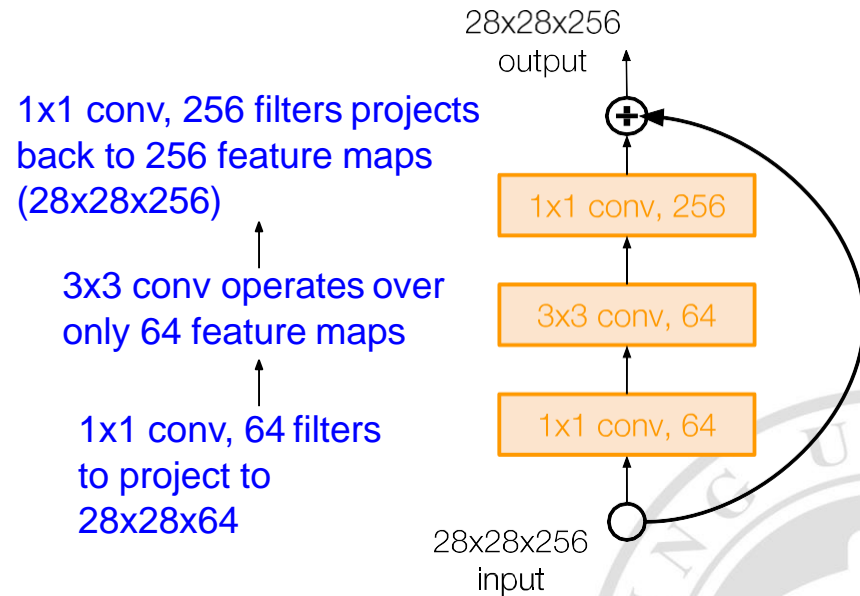 28x28x256
output
1x1 conv, 256 filters projects
back to 256 feature maps
(28x28x256)
1x1 conv, 256
3x3 conv operates over
only 64 feature maps
3x3 conv, 64
1x1 conv, 64 filters
to project to
28x28x64
1x1 conv, 64
28x28x256
input
N G U